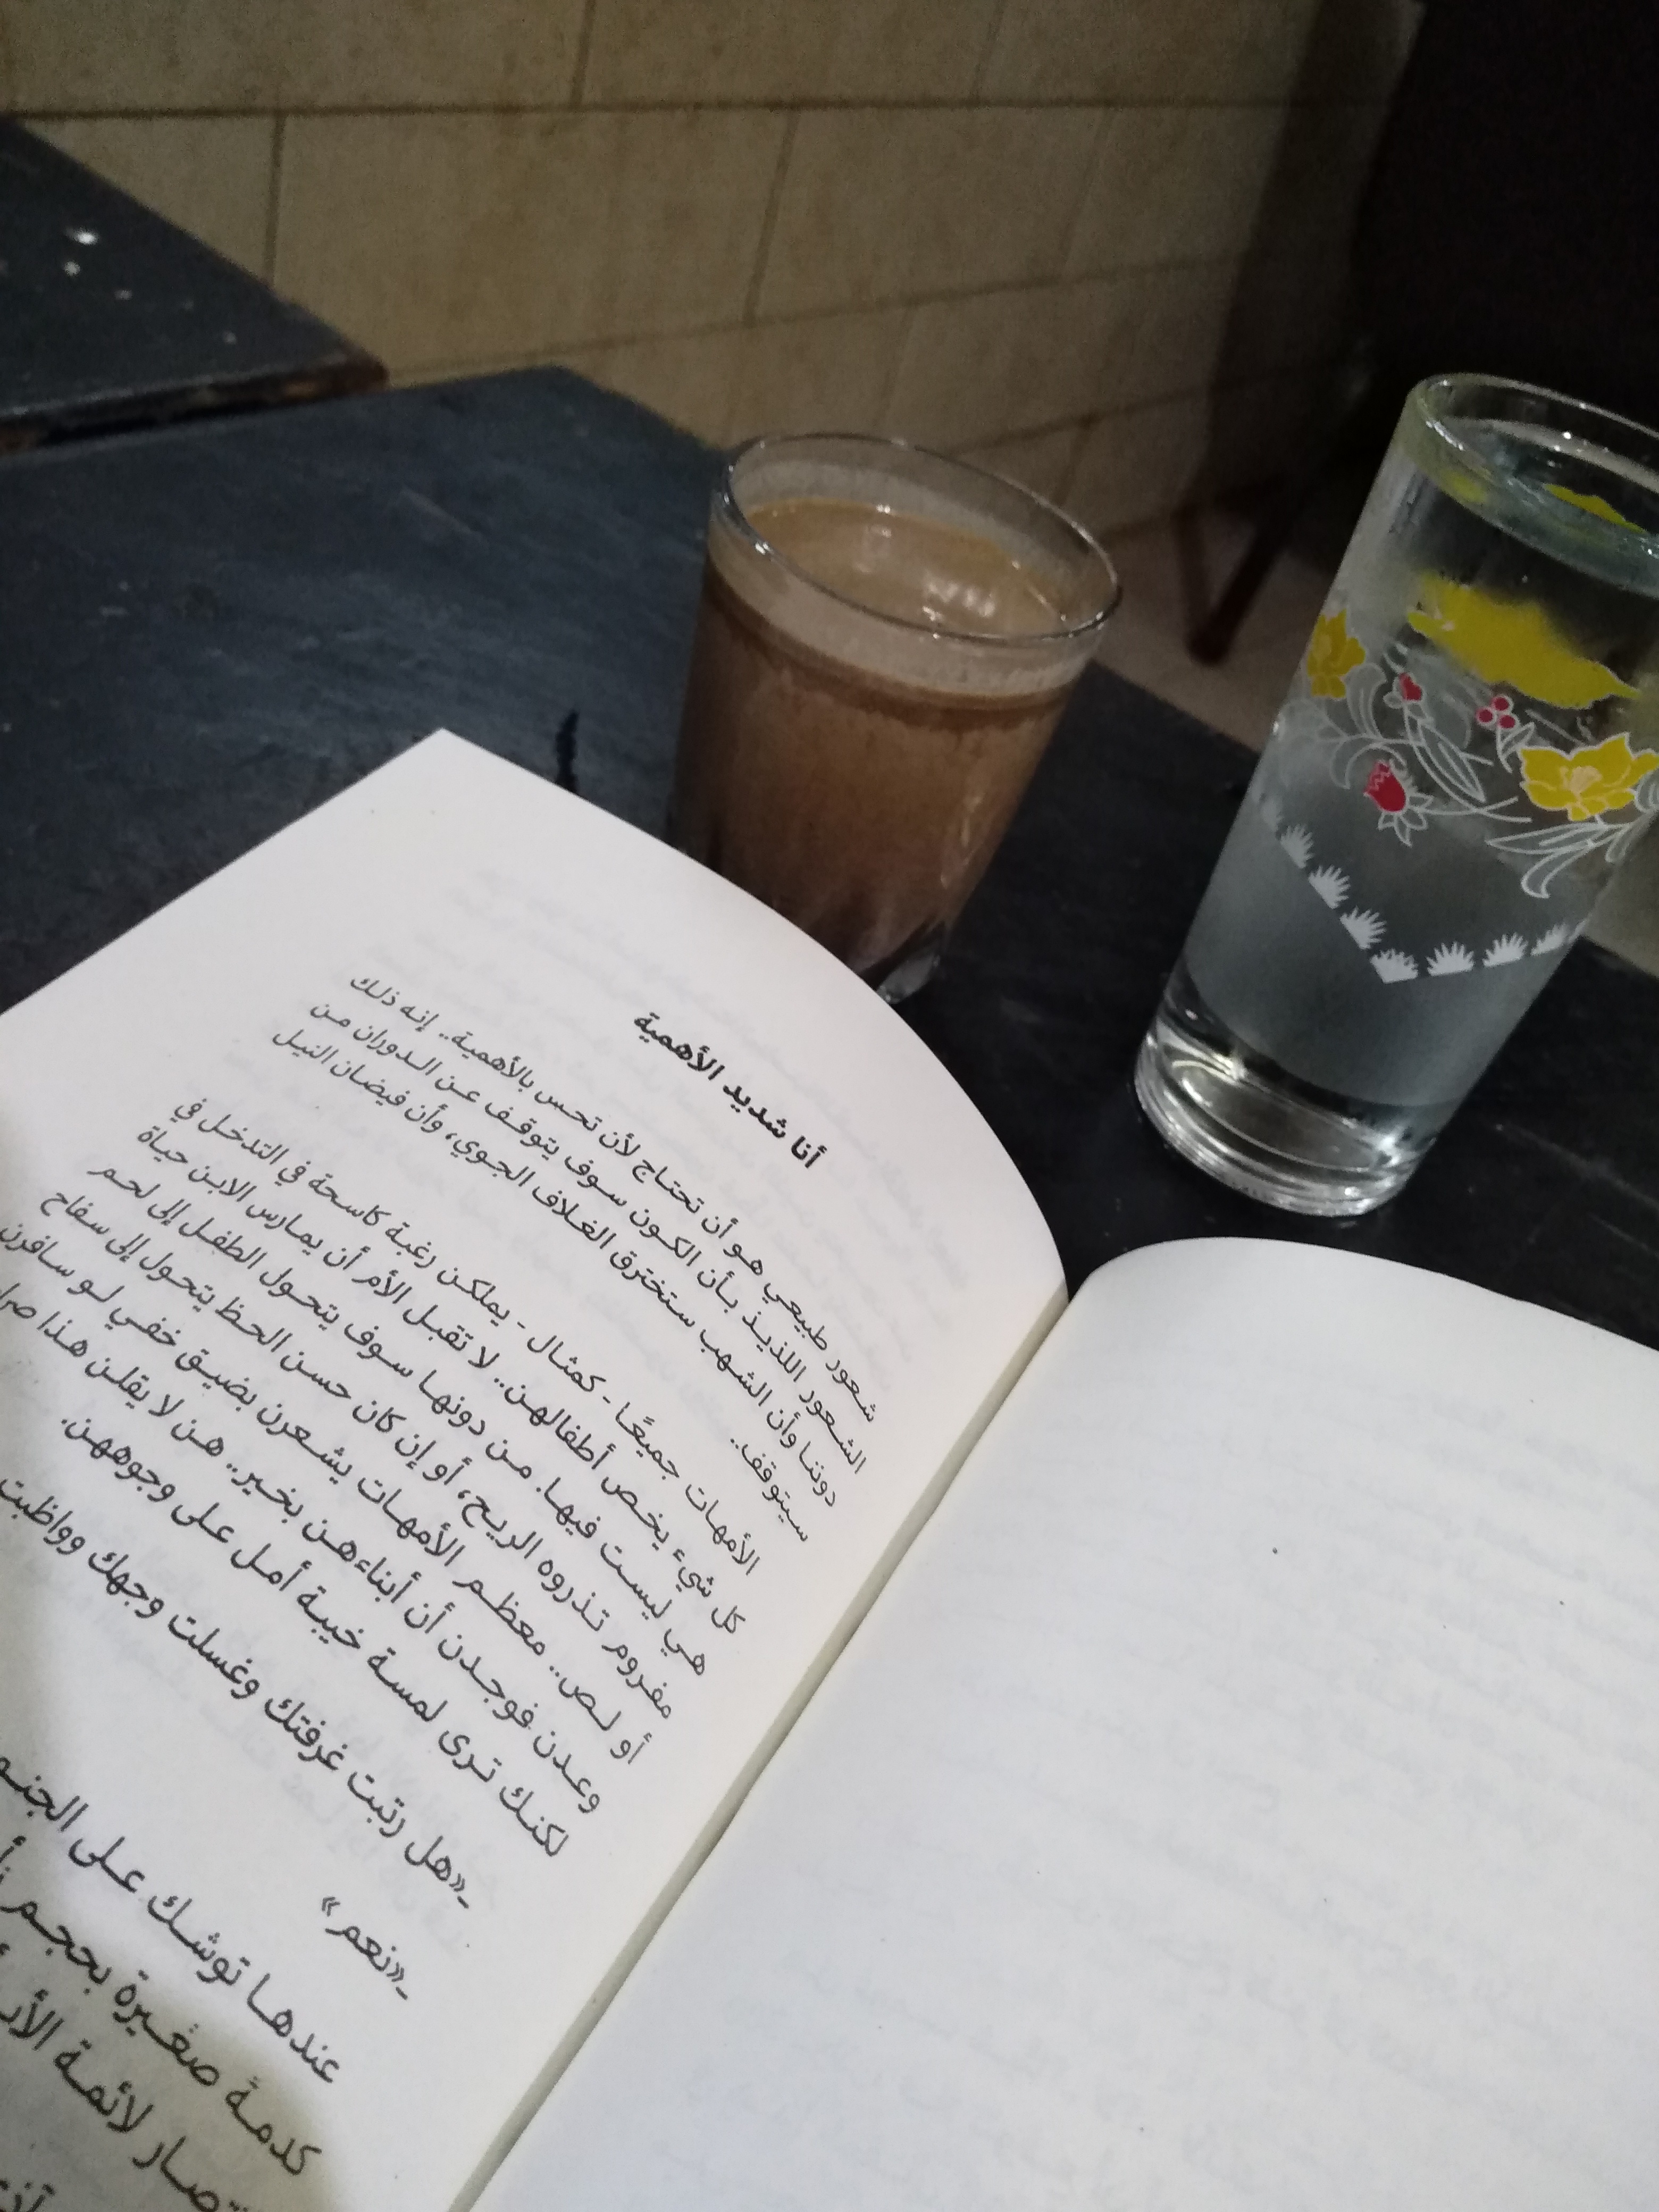 أنا شديد الأهمية
شعور طبيعي هو أن تحتاج لأن تحس بالأهمية.. إنه ذلك
الشعور اللذيذ بأن الكون سوف يتوقف عن الدوران من
دوننا وأن الشهب ستخترق الغلاف الجوي، وأن فيضان النيل
سيتوقف..
الأمهات جميعًا - كمثال - يملكن رغبة كاسحة في التدخل في
كل شيء يخص أطفالهن.. لا تقبل الأم أن يمارس الابن حياة
هي ليست فيها. من دونها سوف يتحول الطفل إلى لحم
مفروم تذروه الريح، أو إن كان حسن الحظ يتحول إلى سفاح
أو لص.. معظم الأمهات يشعرن بضيق خفي لو سافرن
وعدن فوجدن أن أبناءهن بخير.. هن لا يقلن هذا
لكنك ترى لمسة خيبة أمل على وجوههن.
-«هل رتبت غرفتك وغسلت وجهك وواظبت
-«نعم»
عندها توشك على
كدمةً صغيرة بحجم
لأئمة